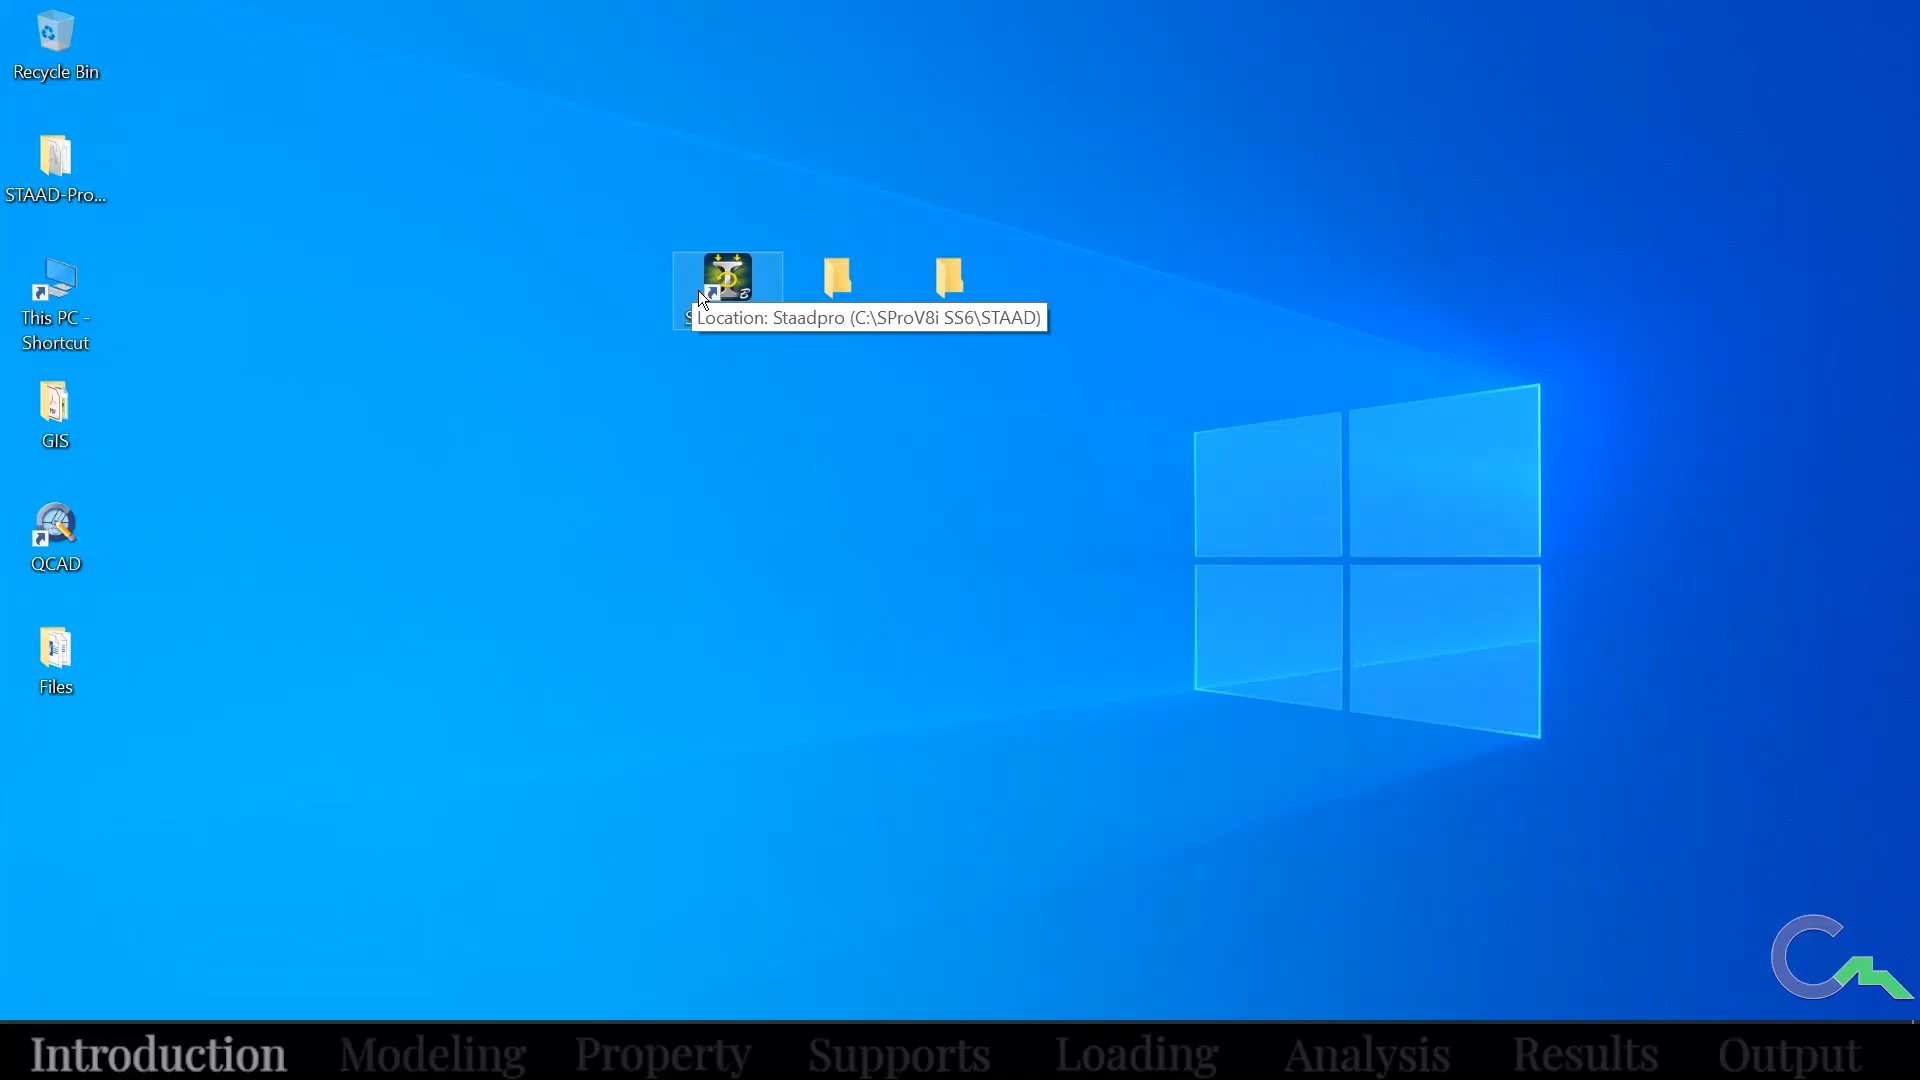 Recycle Bin
STAAD-Pro...
This PC -
Shortcut
GIS
QCAD
Files
Location: Staadpro (C:\SProV8i SS6\STAAD)
Introduction Modeling Property Supports Loading Analysis Results Output